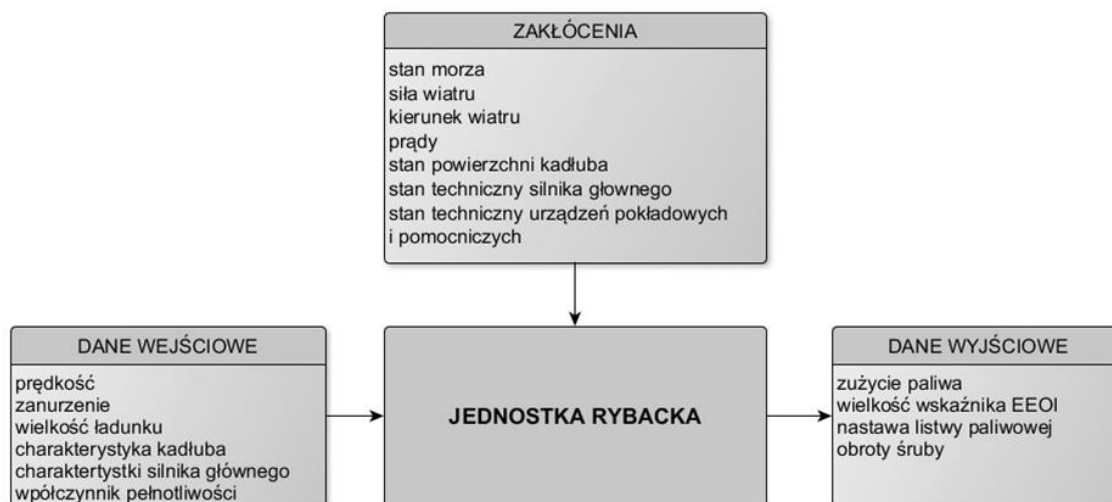 ZAKŁÓCENIA
stan morza
siła wiatru
kierunek wiatru
prądy
stan powierzchni kadłuba
stan techniczny silnika głownego
stan techniczny urządzeń pokładowych
i pomocniczych
DANE WEJŚCIOWE
prędkość
zanurzenie
wielkość ładunku
charakterystyka kadłuba
charaktertystki silnika głównego
wpółczynnik pełnotliwości
JEDNOSTKA RYBACKA
DANE WYJŚCIOWE
zużycie paliwa
wielkość wskaźnika EEOI
nastawa listwy paliwowej
obroty śruby